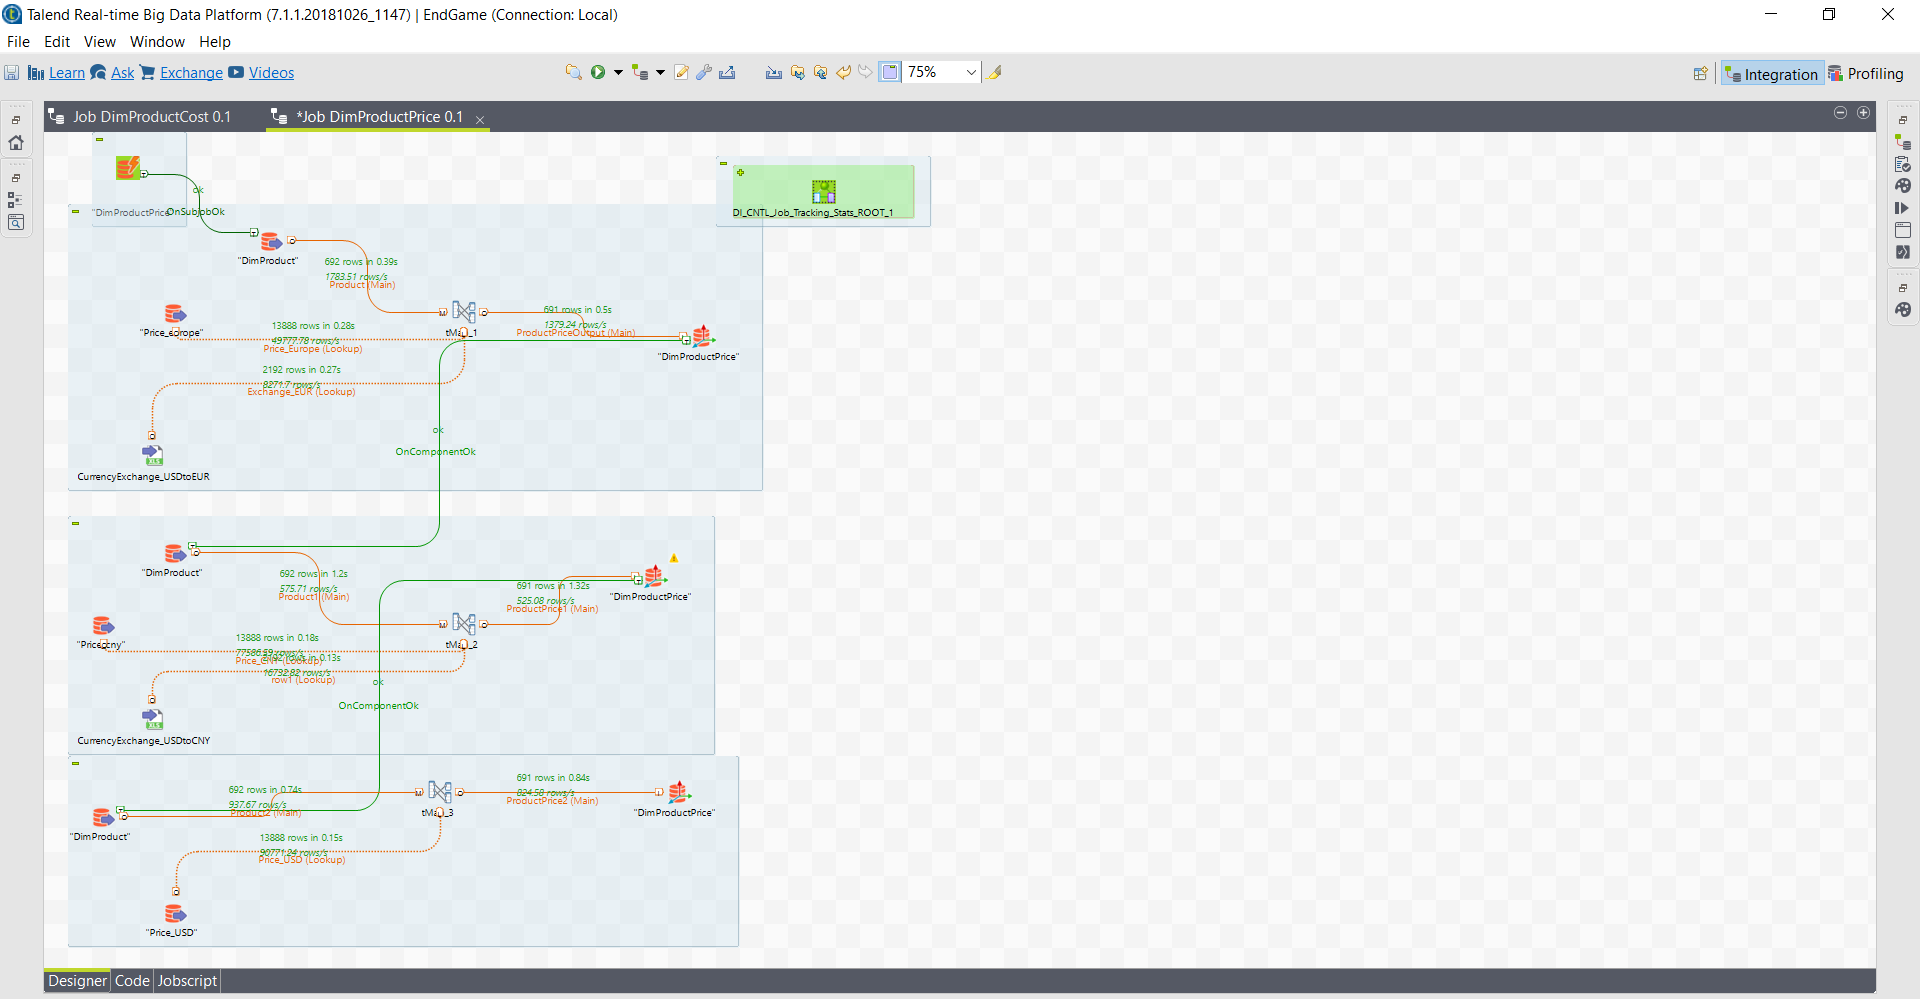 Talend Real-time Big Data Platform (7.1.1.20181026_1147) | EndGame (Connection: Local)
File Edit View Window Help
Learn Ask Exchange Videos
75%
Integration Profiling
Job DimProductCost 0.1
*Job DimProductPrice 0.1
ok
"DimProductPrice
OnSubjobOk
DI_CNTL_Job_Tracking_Stats_ROOT_1
"DimProduct"
692 rows in 0.39s
1783.51 rows/s
Product (Main)
"Price_europe"
13888 rows in 0.28s
49777.78 rows/s
Price_Europe (Lookup)
tMap_1
691 rows in 0.5s
1379.24 rows/s
ProductPriceOutput (Main)
"DimProductPrice"
2192 rows in 0.27s
8271.7 rows/s
Exchange_EUR (Lookup)
ok
OnComponentOk
XLS
CurrencyExchange_USDtoEUR
"DimProduct"
692 rows in 1.2s
575.71 rows/s
Product1 (Main)
691 rows in 1.32s
525.08 rows/s
ProductPrice1 (Main)
"DimProductPrice"
"Price_cny"
tMap_2
13888 rows in 0.18s
Price_CNY (Lookup)
16732.82 rows/s
row1 (Lookup)
ok
OnComponentOk
XLS
CurrencyExchange_USDtoCNY
692 rows in 0.74s
937.67 rows/s
Product2 (Main)
"DimProduct"
tMap_3
691 rows in 0.84s
824.58 rows/s
ProductPrice2 (Main)
"DimProductPrice"
13888 rows in 0.15s
90771.24 rows/s
Price_USD (Lookup)
"Price_USD"
Designer Code Jobscript